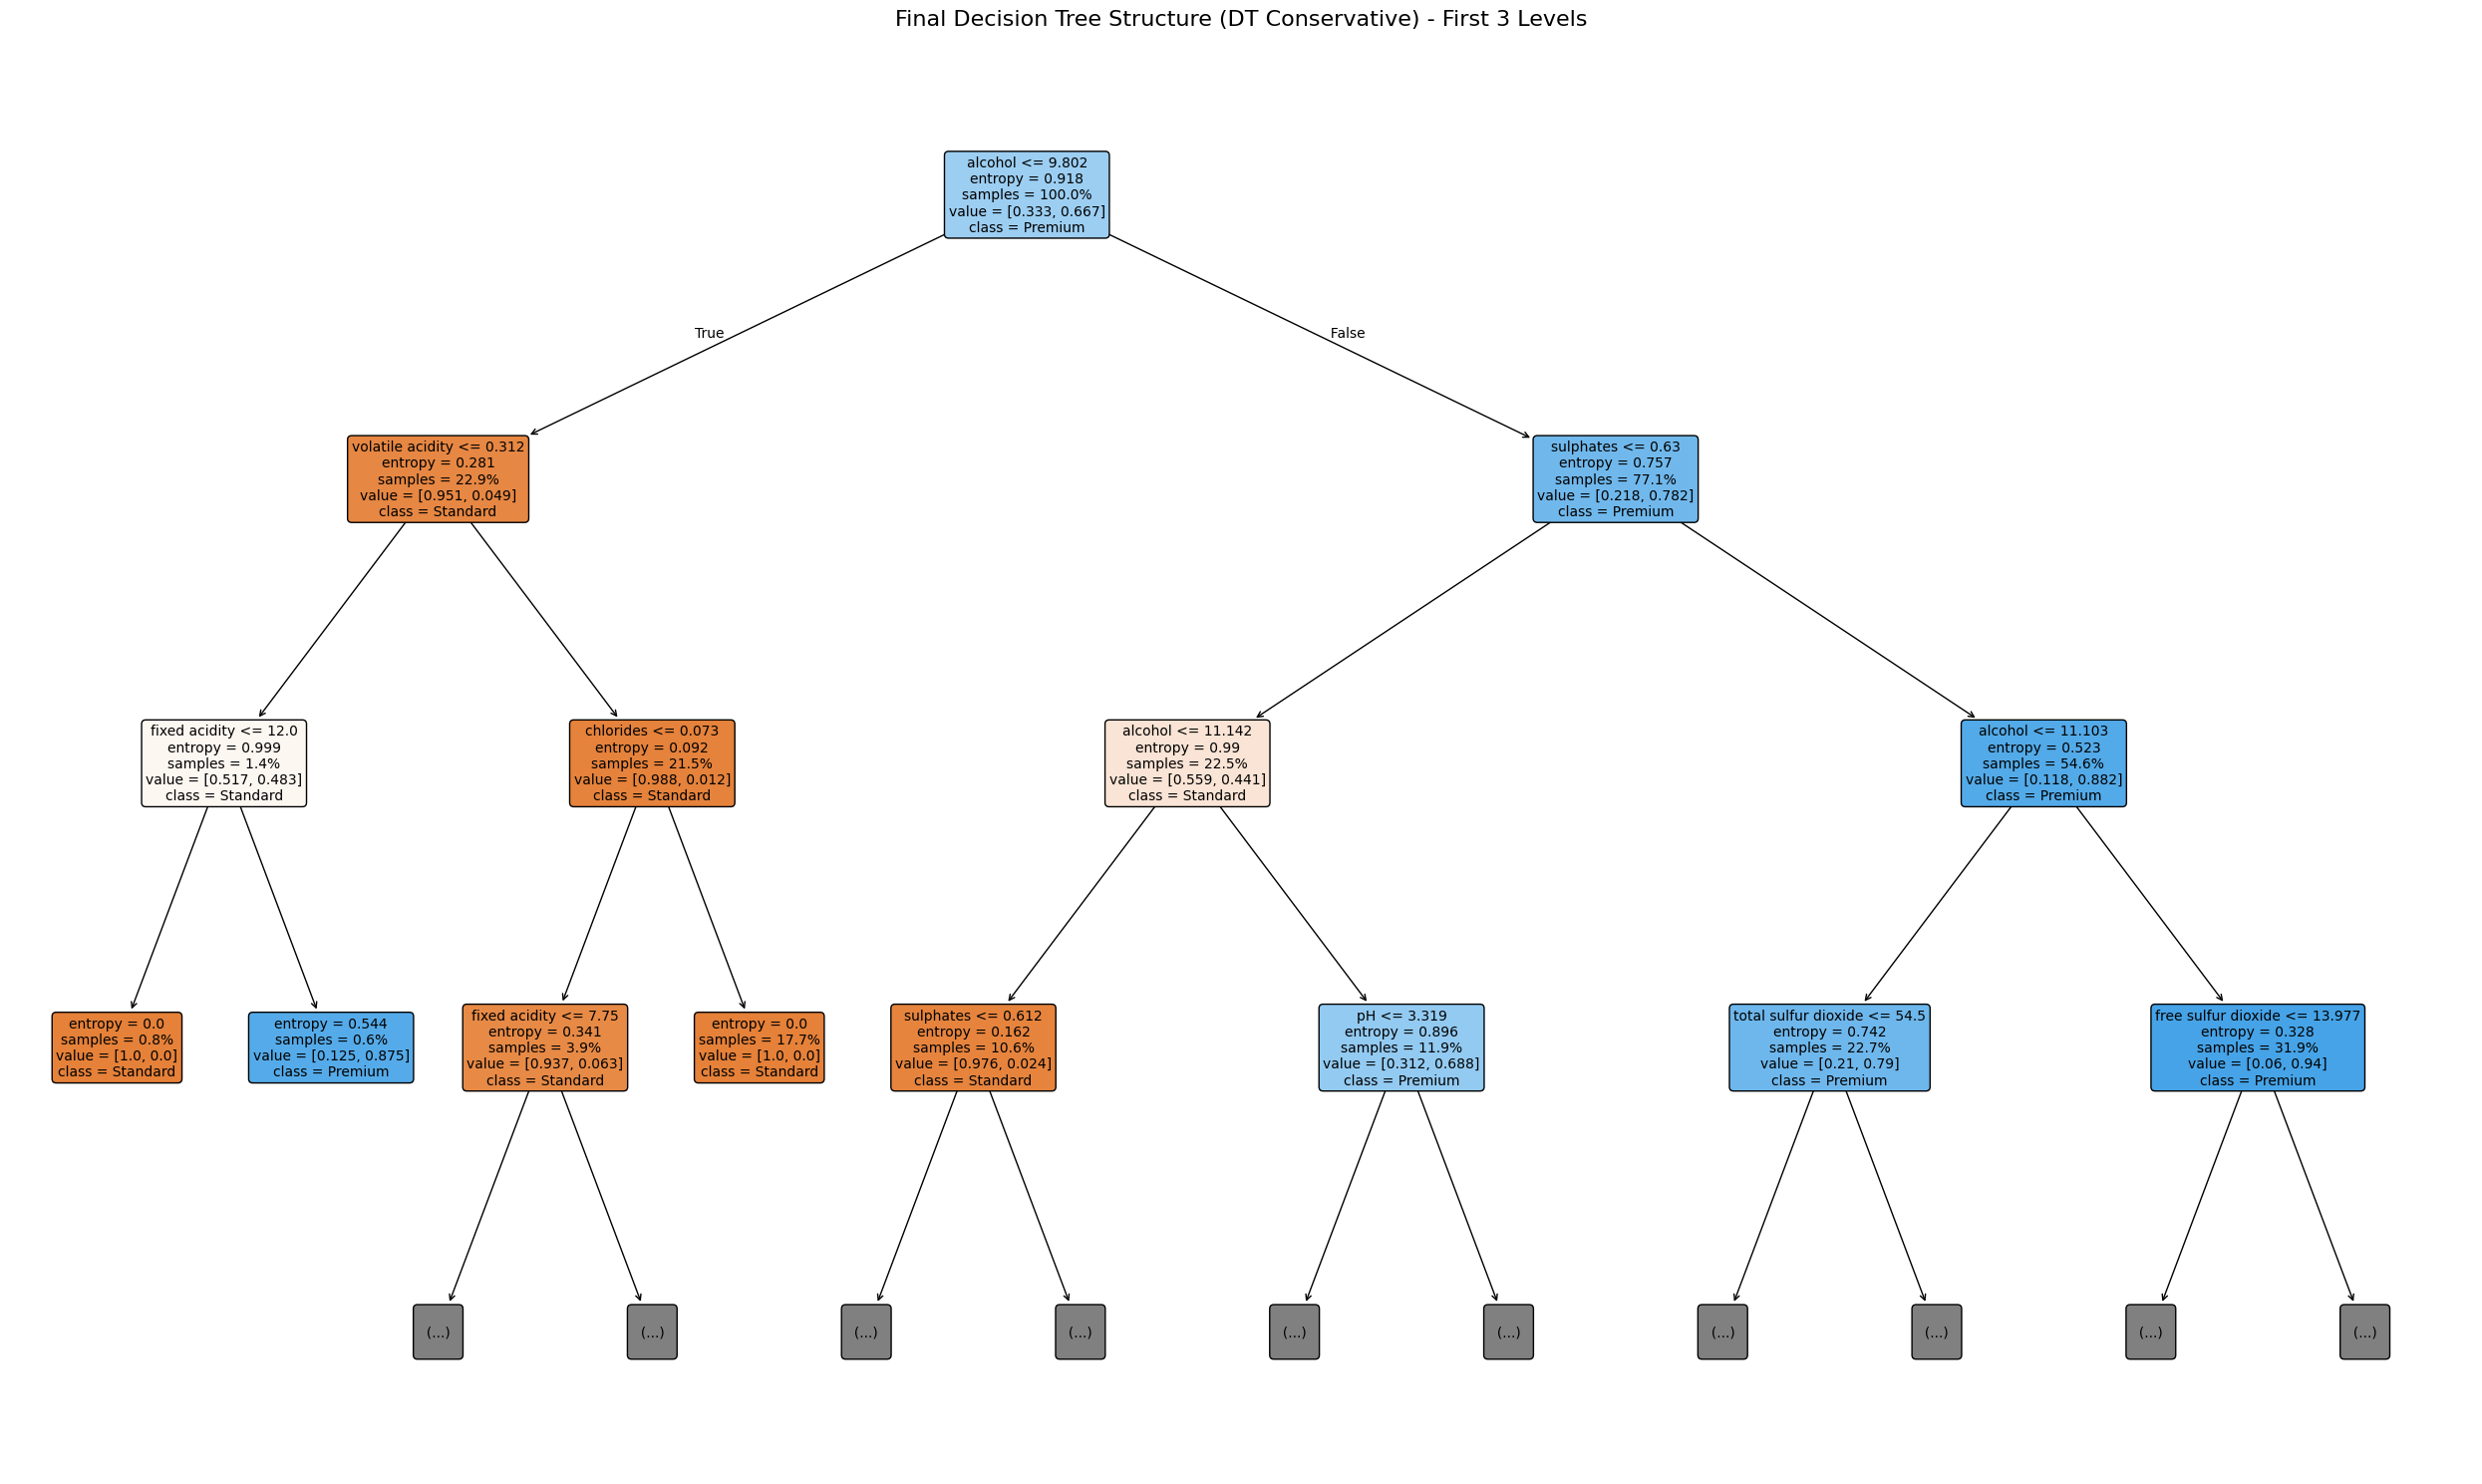 Final Decision Tree Structure (DT Conservative) - First 3 Levels
alcohol <= 9.802
entropy = 0.918
samples = 100.0%
value = [0.333, 0.667]
class = Premium
True
False
volatile acidity <= 0.312
entropy = 0.281
samples = 22.9%
value = [0.951, 0.049]
class = Standard
sulphates <= 0.63
entropy = 0.757
samples = 77.1%
value = [0.218, 0.782]
class = Premium
fixed acidity <= 12.0
entropy = 0.999
samples = 1.4%
value = [0.517, 0.483]
class = Standard
chlorides <= 0.073
entropy = 0.092
samples = 21.5%
value = [0.988, 0.012]
class = Standard
alcohol <= 11.142
entropy = 0.99
samples = 22.5%
value = [0.559, 0.441]
class = Standard
alcohol <= 11.103
entropy = 0.523
samples = 54.6%
value = [0.118, 0.882]
class = Premium
entropy = 0.0
samples = 0.8%
value = [1.0, 0.0]
class = Standard
entropy = 0.544
samples = 0.6%
value = [0.125, 0.875]
class = Premium
fixed acidity <= 7.75
entropy = 0.341
samples = 3.9%
value = [0.937, 0.063]
class = Standard
entropy = 0.0
samples = 17.7%
value = [1.0, 0.0]
class = Standard
sulphates <= 0.612
entropy = 0.162
samples = 10.6%
value = [0.976, 0.024]
class = Standard
pH <= 3.319
entropy = 0.896
samples = 11.9%
value = [0.312, 0.688]
class = Premium
total sulfur dioxide <= 54.5
entropy = 0.742
samples = 22.7%
value = [0.21, 0.79]
class = Premium
free sulfur dioxide <= 13.977
entropy = 0.328
samples = 31.9%
value = [0.06, 0.94]
class = Premium
(...)
(...)
(...)
(...)
(...)
(...)
(...)
(...)
(...)
(...)